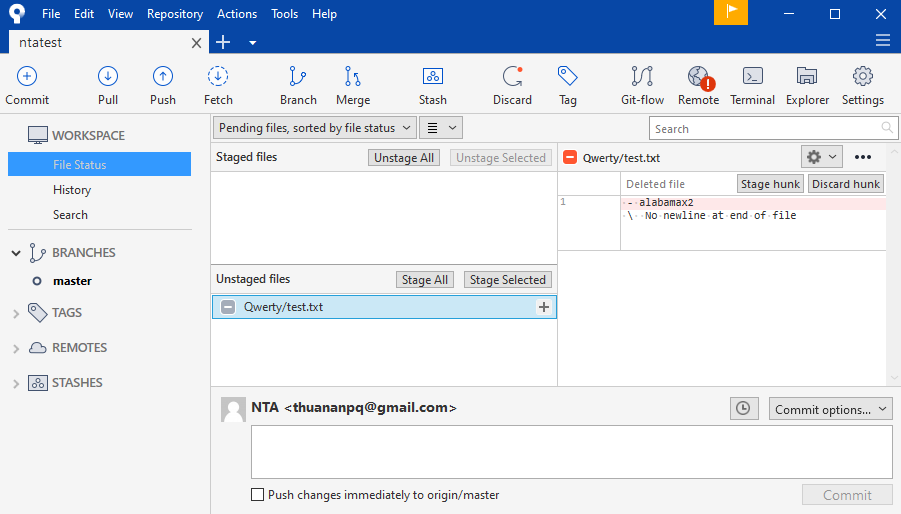 File Edit View Repository Actions Tools Help
ntatest
Commit Pull Push Fetch Branch Merge Stash Discard Tag Git-flow Remote Terminal Explorer Settings
WORKSPACE
File Status
History
Search
BRANCHES
master
TAGS
REMOTES
STASHES
Pending files, sorted by file status
Search
Staged files Unstage All Unstage Selected
Unstaged files Stage All Stage Selected
Qwerty/test.txt
Qwerty/test.txt
Deleted file Stage hunk Discard hunk
1 - alabamax2
\ No newline at end of file
NTA <thuananpq@gmail.com>
Commit options...
Push changes immediately to origin/master
Commit